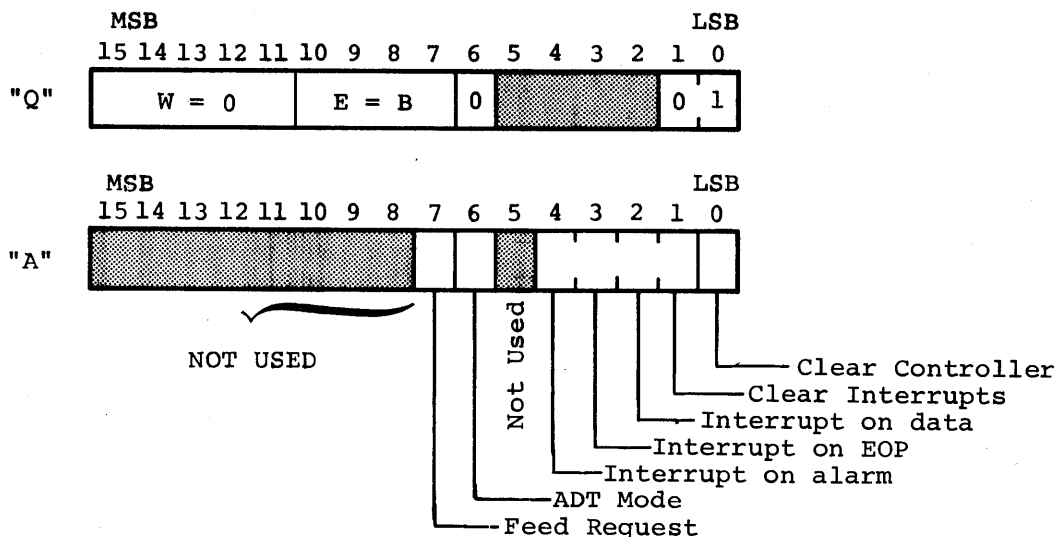 MSB LSB
15 14 13 12 11 10 9 8 7 6 5 4 3 2 1 0
"Q" W = 0 E = B 0 0 1
MSB LSB
15 14 13 12 11 10 9 8 7 6 5 4 3 2 1 0
"A"
NOT USED
Not Used
Clear Controller
Clear Interrupts
Interrupt on data
Interrupt on EOP
Interrupt on alarm
ADT Mode
Feed Request